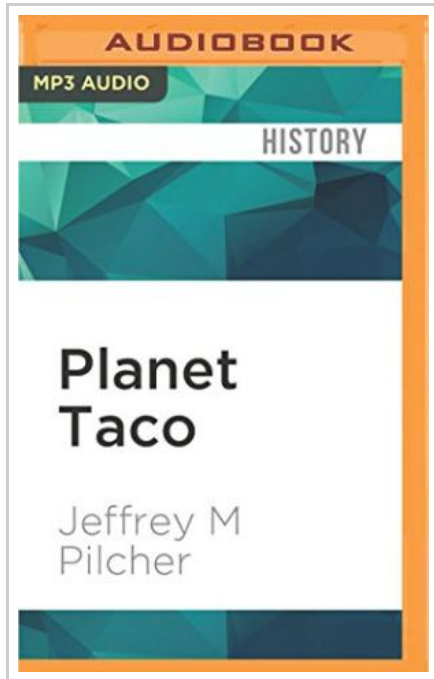 AUDIOBOOK
MP3 AUDIO
HISTORY
Planet
Taco
Jeffrey M
Pilcher